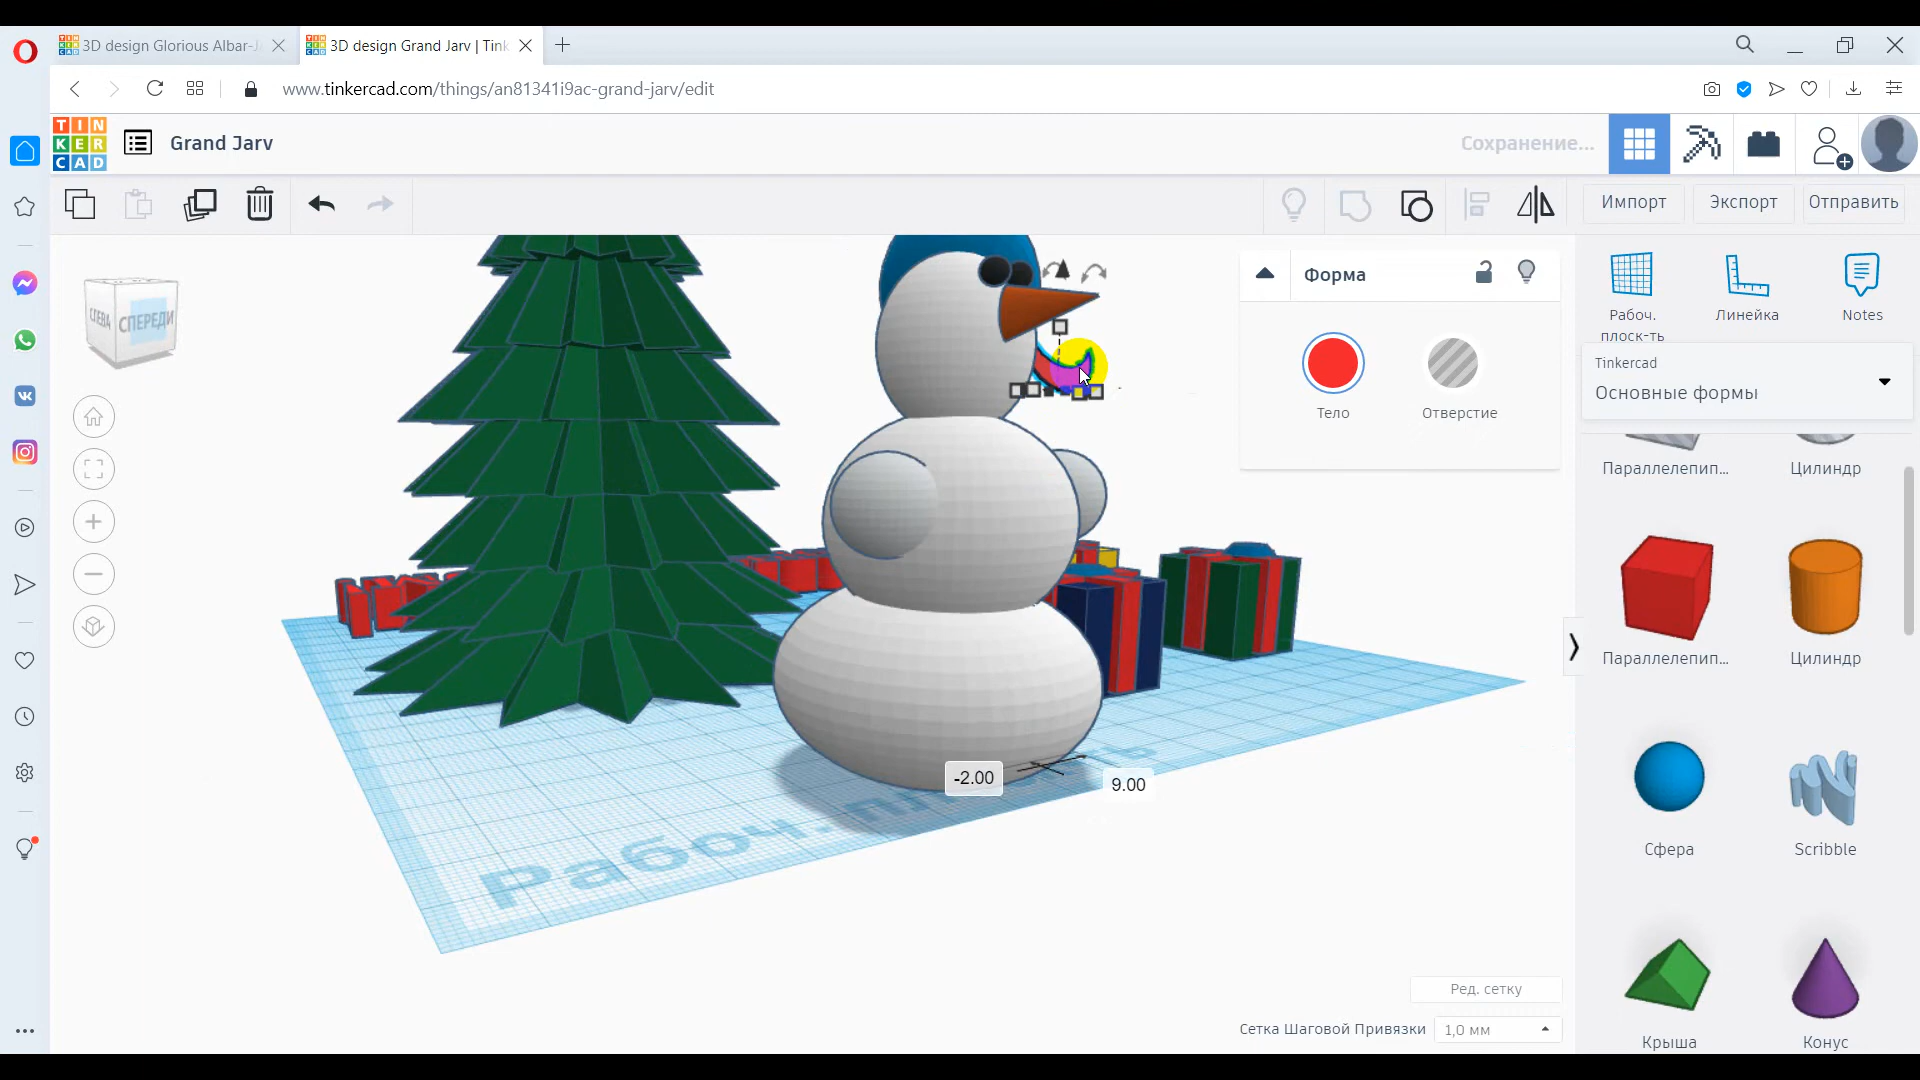 3D design Glorious Albar-J
3D design Grand Jarv | Tink
www.tinkercad.com/things/an81341i9ac-grand-jarv/edit
TIN
KER
CAD
Grand Jarv
Сохранение...
Импорт
Экспорт
Отправить
СЛЕВА
СПЕРЕДИ
Форма
Тело
Отверстие
Рабоч.
плоск-ть
Линейка
Notes
Tinkercad
Основные формы
Параллелепип...
Цилиндр
Параллелепип...
Цилиндр
Сфера
Scribble
Крыша
Конус
-2.00
9.00
Рабоч.
Ред. сетку
Сетка Шаговой Привязки
1,0 мм